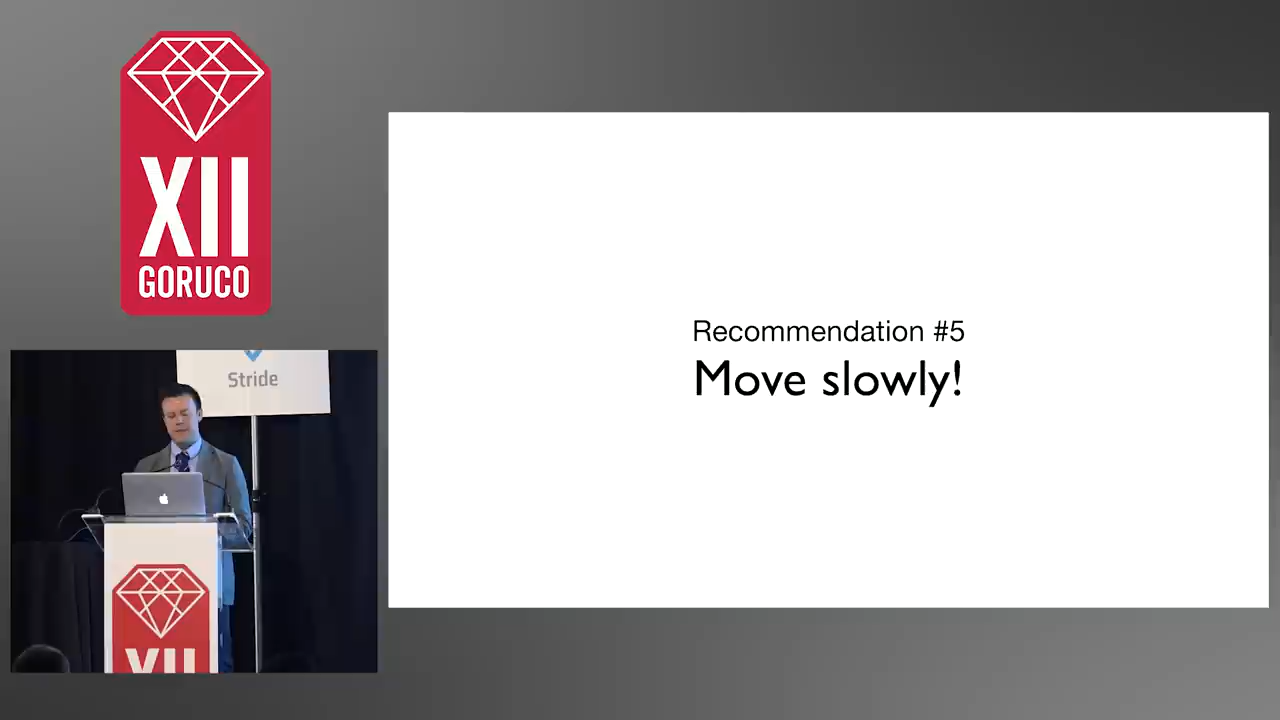 XII
GORUCO
Recommendation #5
Move slowly!
Stride
XII